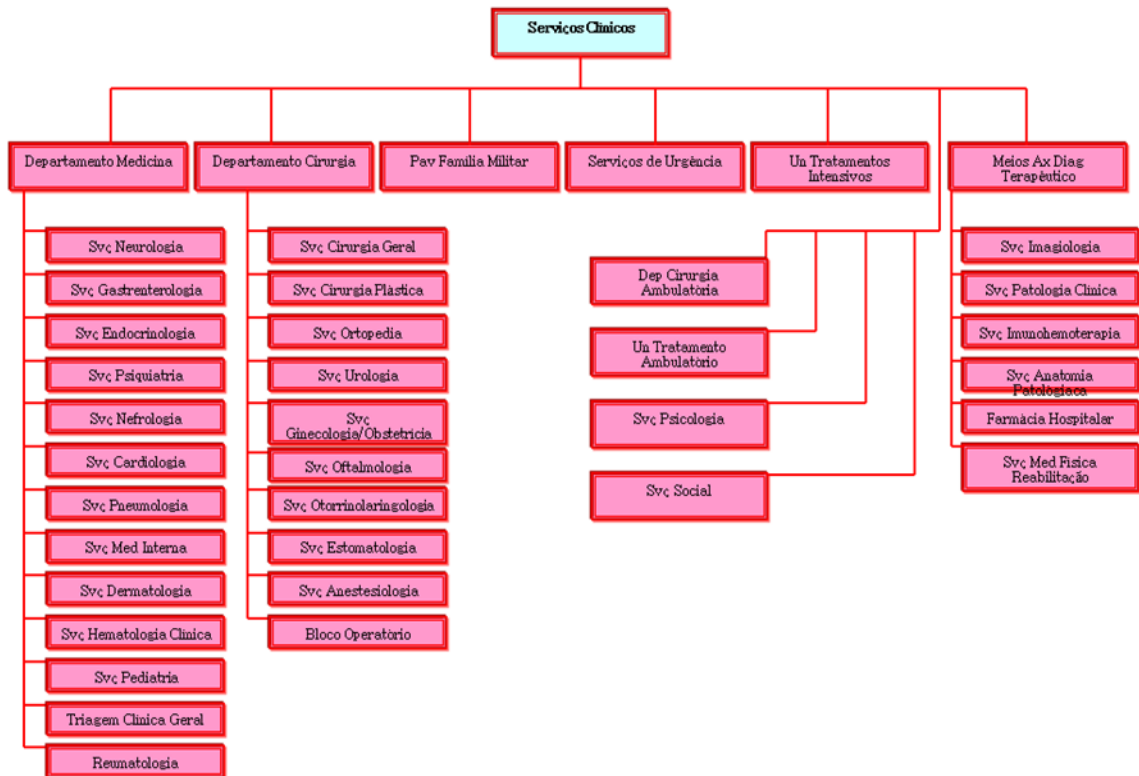 Serviços Clínicos
Departamento Medicina
Departamento Cirurgia
Pav Família Militar
Serviços de Urgência
Un Tratamentos
Intensivos
Meios Ax Diag
Terapêutico
Svç Neurologia
Svç Gastrenterologia
Svç Endocrinologia
Svç Psiquiatria
Svç Nefrologia
Svç Cardiologia
Svç Pneumologia
Svç Med Interna
Svç Dermatologia
Svç Hematologia Clínica
Svç Pediatria
Triagem Clínica Geral
Reumatologia
Svç Cirurgia Geral
Svç Cirurgia Plástica
Svç Ortopedia
Svç Urologia
Svç
Ginecologia/Obstetrícia
Svç Oftalmologia
Svç Otorrinolaringologia
Svç Estomatologia
Svç Anestesiologia
Bloco Operatório
Dep Cirurgia
Ambulatória
Un Tratamento
Ambulatório
Svç Psicologia
Svç Social
Svç Imagiologia
Svç Patologia Clínica
Svç Imunohemoterapia
Svç Anatomia
Patológiaca
Farmácia Hospitalar
Svç Med Física
Reabilitação